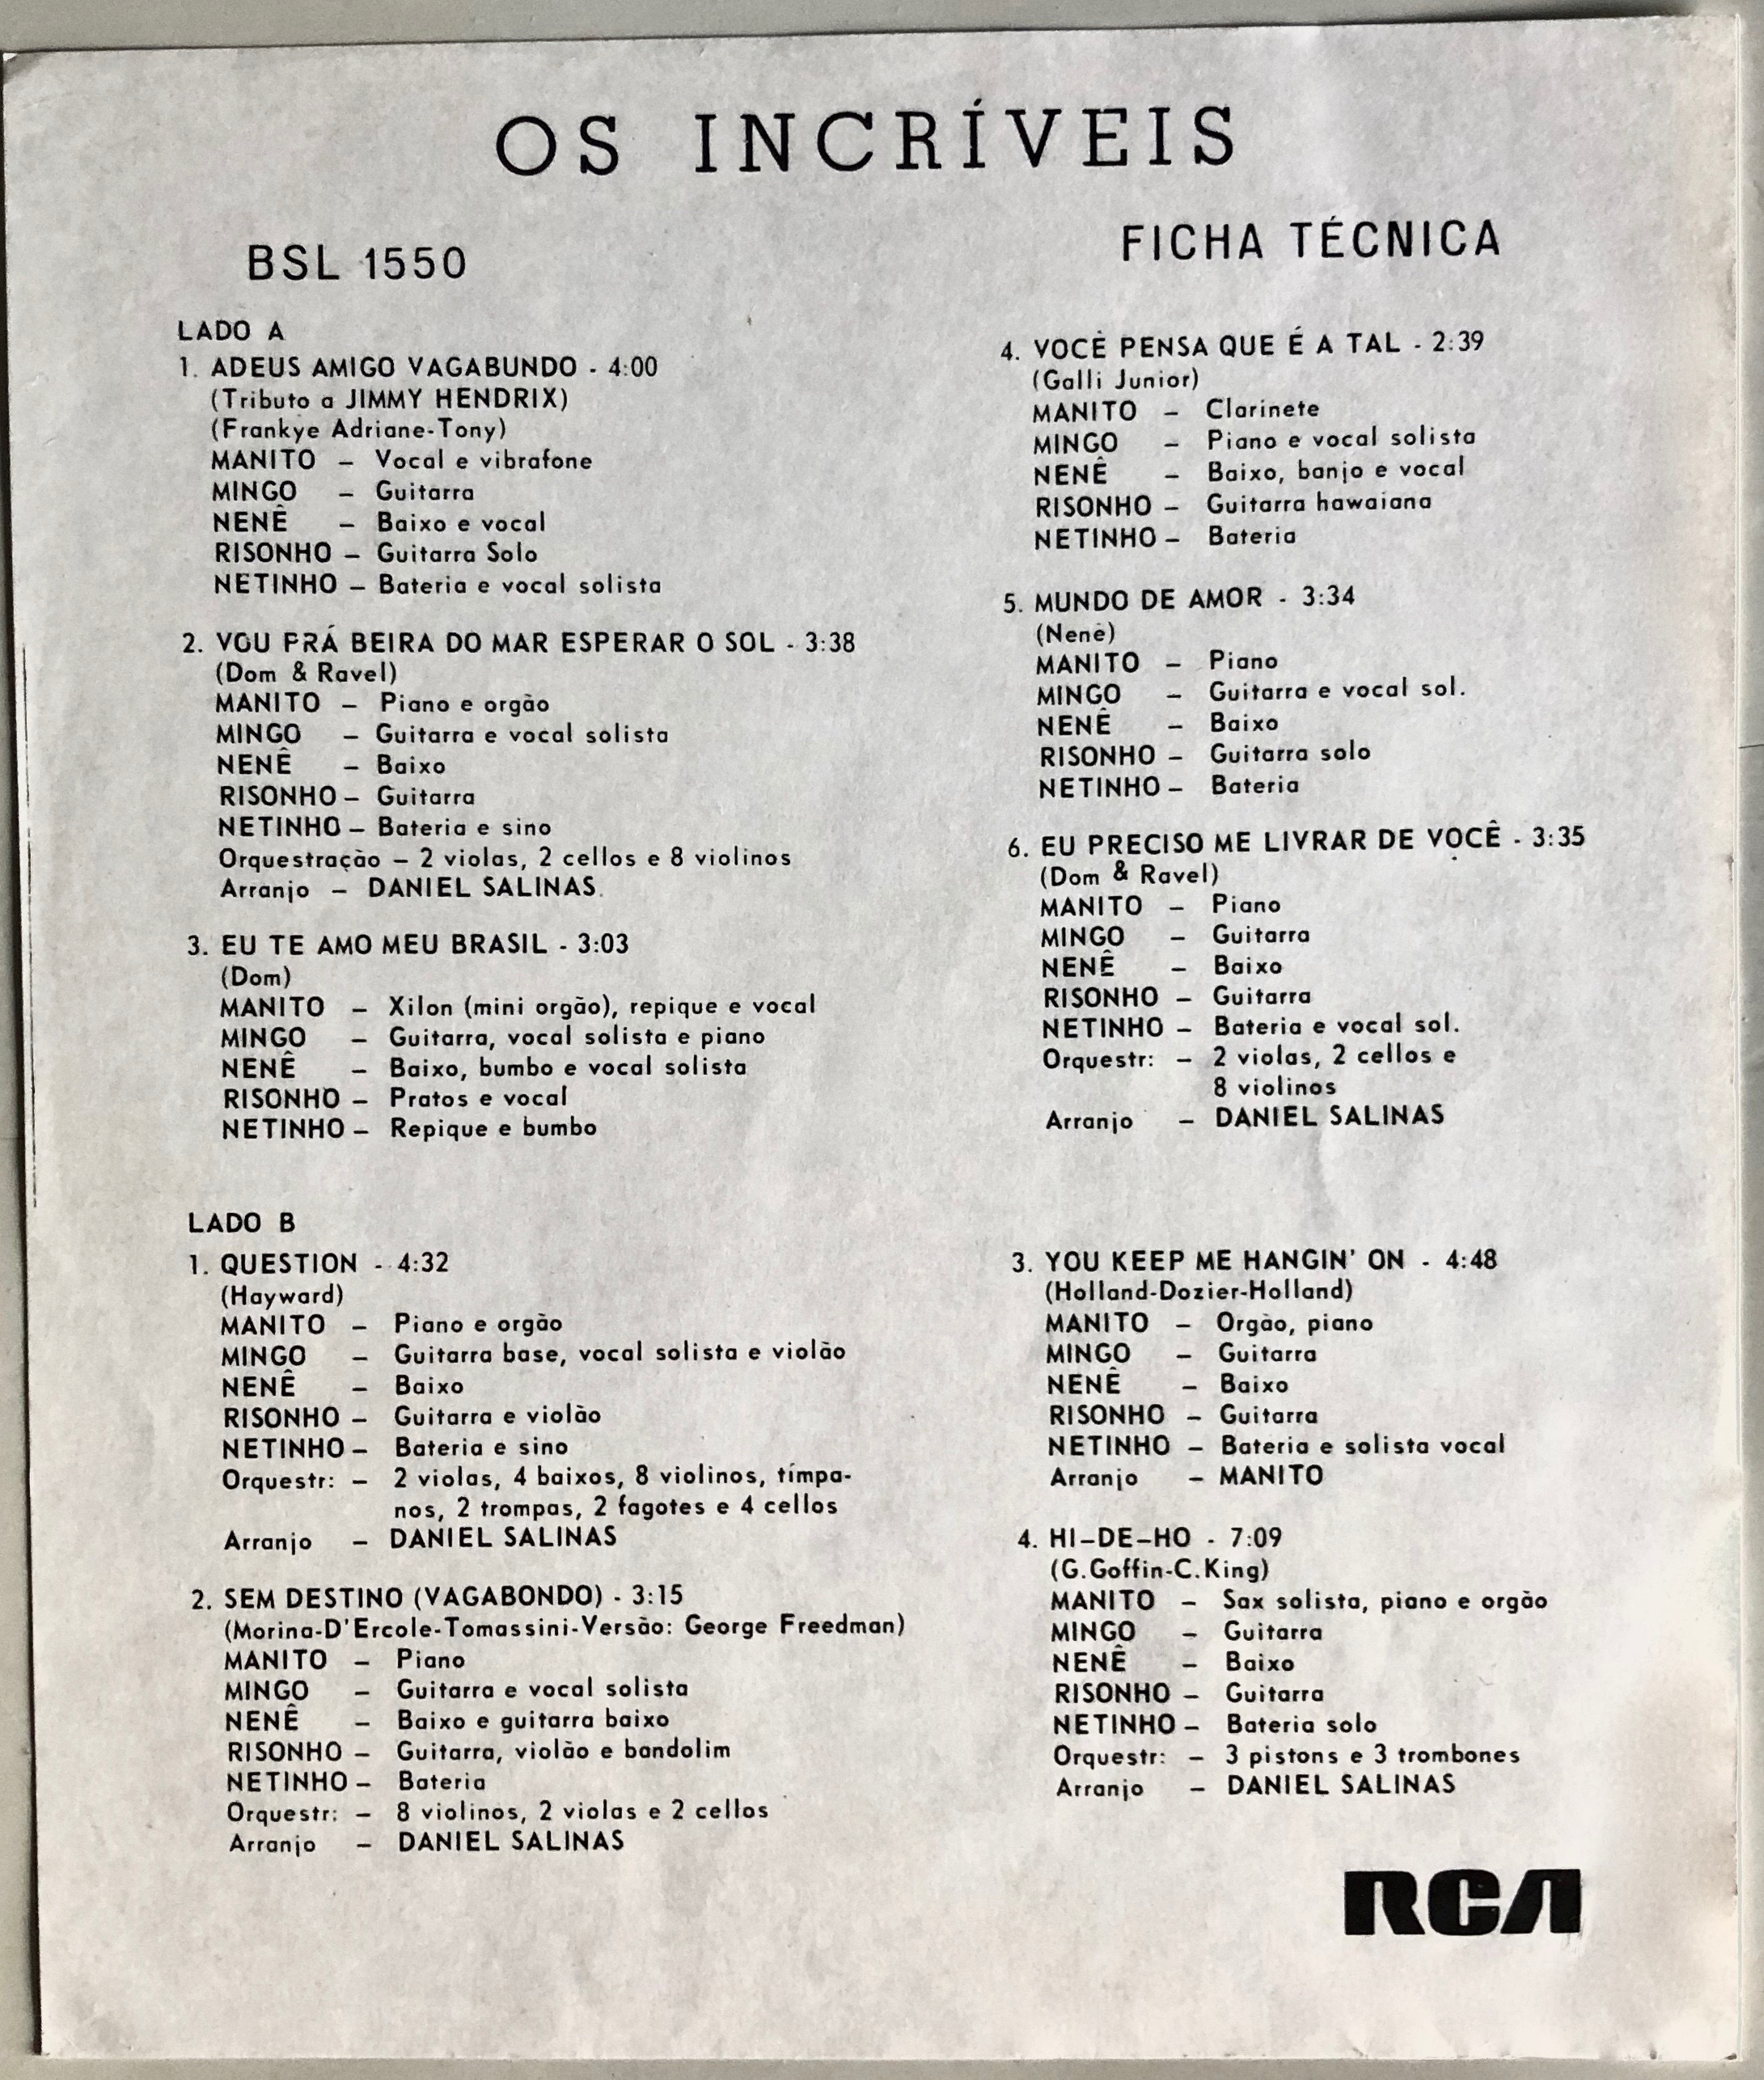 OS INCRÍVEIS
BSL 1550
FICHA TÉCNICA
LADO A
1. ADEUS AMIGO VAGABUNDO - 4:00
(Tributo a JIMMY HENDRIX)
(Frankye Adriane-Tony)
MANITO – Vocal e vibrafone
MINGO – Guitarra
NENÊ – Baixo e vocal
RISONHO – Guitarra Solo
NETINHO – Bateria e vocal solista
2. VOU PRÁ BEIRA DO MAR ESPERAR O SOL - 3:38
(Dom & Ravel)
MANITO – Piano e orgão
MINGO – Guitarra e vocal solista
NENÊ – Baixo
RISONHO – Guitarra
NETINHO – Bateria e sino
Orquestração – 2 violas, 2 cellos e 8 violinos
Arranjo – DANIEL SALINAS.
3. EU TE AMO MEU BRASIL - 3:03
(Dom)
MANITO – Xilon (mini orgão), repique e vocal
MINGO – Guitarra, vocal solista e piano
NENÊ – Baixo, bumbo e vocal solista
RISONHO – Pratos e vocal
NETINHO – Repique e bumbo
4. VOCÊ PENSA QUE É A TAL - 2:39
(Galli Junior)
MANITO – Clarinete
MINGO – Piano e vocal solista
NENÊ – Baixo, banjo e vocal
RISONHO – Guitarra hawaiana
NETINHO – Bateria
5. MUNDO DE AMOR - 3:34
(Nenê)
MANITO – Piano
MINGO – Guitarra e vocal sol.
NENÊ – Baixo
RISONHO – Guitarra solo
NETINHO – Bateria
6. EU PRECISO ME LIVRAR DE VOCÊ - 3:35
(Dom & Ravel)
MANITO – Piano
MINGO – Guitarra
NENÊ – Baixo
RISONHO – Guitarra
NETINHO – Bateria e vocal sol.
Orquestr: – 2 violas, 2 cellos e
8 violinos
Arranjo – DANIEL SALINAS
LADO B
1. QUESTION - 4:32
(Hayward)
MANITO – Piano e orgão
MINGO – Guitarra base, vocal solista e violão
NENÊ – Baixo
RISONHO – Guitarra e violão
NETINHO – Bateria e sino
Orquestr: – 2 violas, 4 baixos, 8 violinos, tímpa-
nos, 2 trompas, 2 fagotes e 4 cellos
Arranjo – DANIEL SALINAS
2. SEM DESTINO (VAGABONDO) - 3:15
(Morina-D'Ercole-Tomassini-Versão: George Freedman)
MANITO – Piano
MINGO – Guitarra e vocal solista
NENÊ – Baixo e guitarra baixo
RISONHO – Guitarra, violão e bandolim
NETINHO – Bateria
Orquestr: – 8 violinos, 2 violas e 2 cellos
Arranjo – DANIEL SALINAS
3. YOU KEEP ME HANGIN' ON - 4:48
(Holland-Dozier-Holland)
MANITO – Orgão, piano
MINGO – Guitarra
NENÊ – Baixo
RISONHO – Guitarra
NETINHO – Bateria e solista vocal
Arranjo – MANITO
4. HI–DE–HO - 7:09
(G.Goffin-C.King)
MANITO – Sax solista, piano e orgão
MINGO – Guitarra
NENÊ – Baixo
RISONHO – Guitarra
NETINHO – Bateria solo
Orquestr: – 3 pistons e 3 trombones
Arranjo – DANIEL SALINAS
RCA